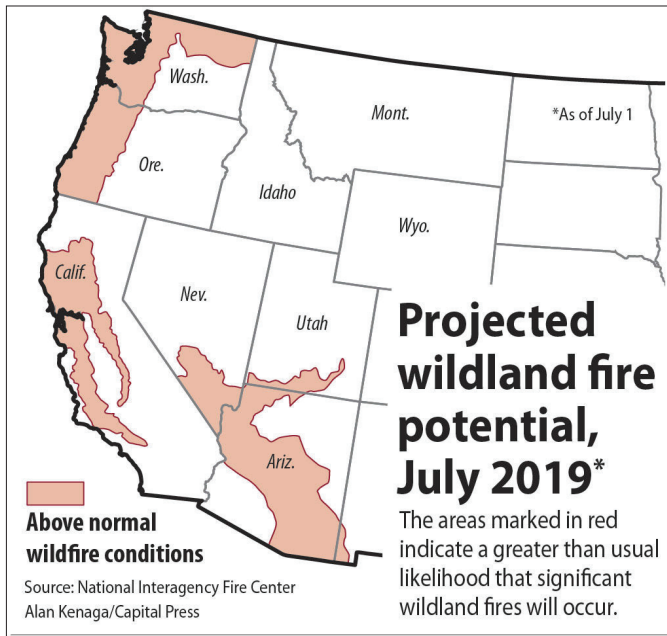 Wash.
Mont.
*As of July 1
Ore.
Idaho
Wyo.
Calif.
Nev.
Utah
Ariz.
Projected
wildland fire
potential,
July 2019*
The areas marked in red
indicate a greater than usual
likelihood that significant
wildland fires will occur.
Above normal
wildfire conditions
Source: National Interagency Fire Center
Alan Kenaga/Capital Press